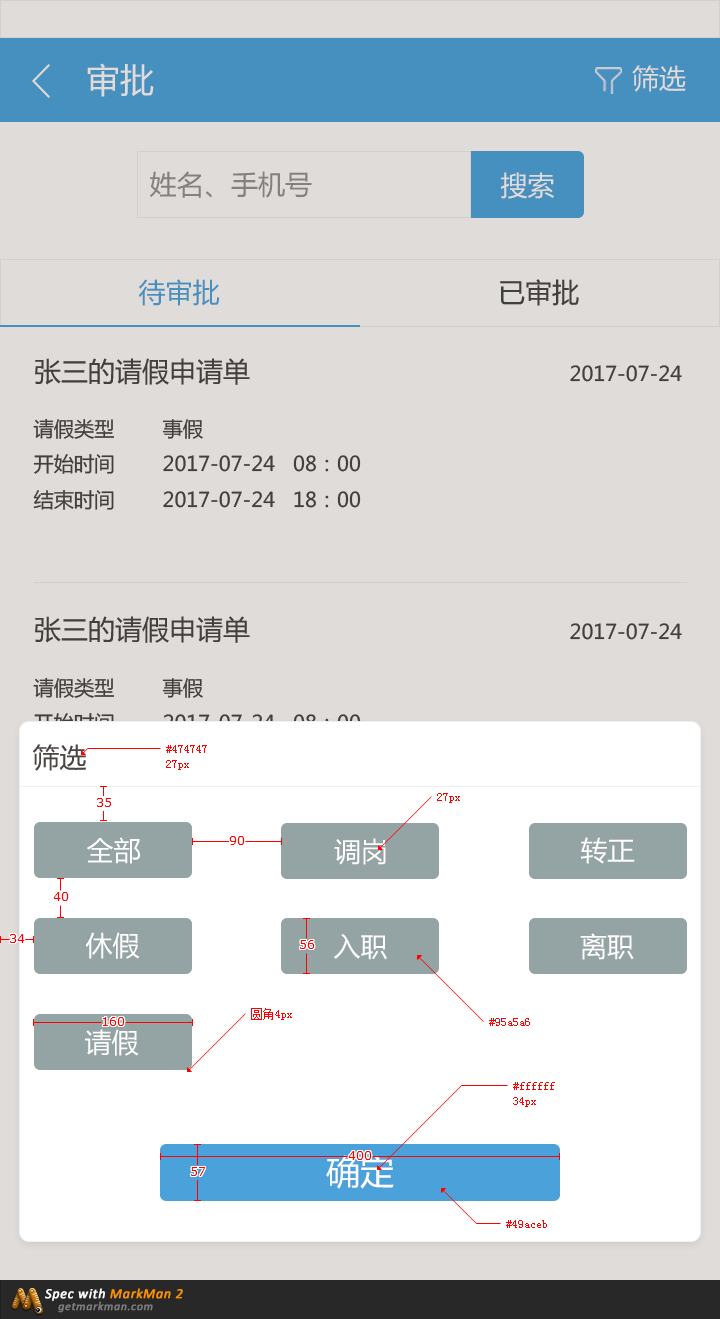 审批
筛选
姓名、手机号
搜索
待审批
已审批
张三的请假申请单
2017-07-24
请假类型 事假
开始时间 2017-07-24 08：00
结束时间 2017-07-24 18：00
张三的请假申请单
2017-07-24
请假类型 事假
开始时间 2017-07-24 08：00
筛选
#474747
27px
35
27px
全部
90
调岗
转正
40
34
休假
56
入职
离职
160
请假
圆角4px
#95a5a6
#ffffff
34px
400
57
确定
#49aceb
Spec with MarkMan 2
getmarkman.com